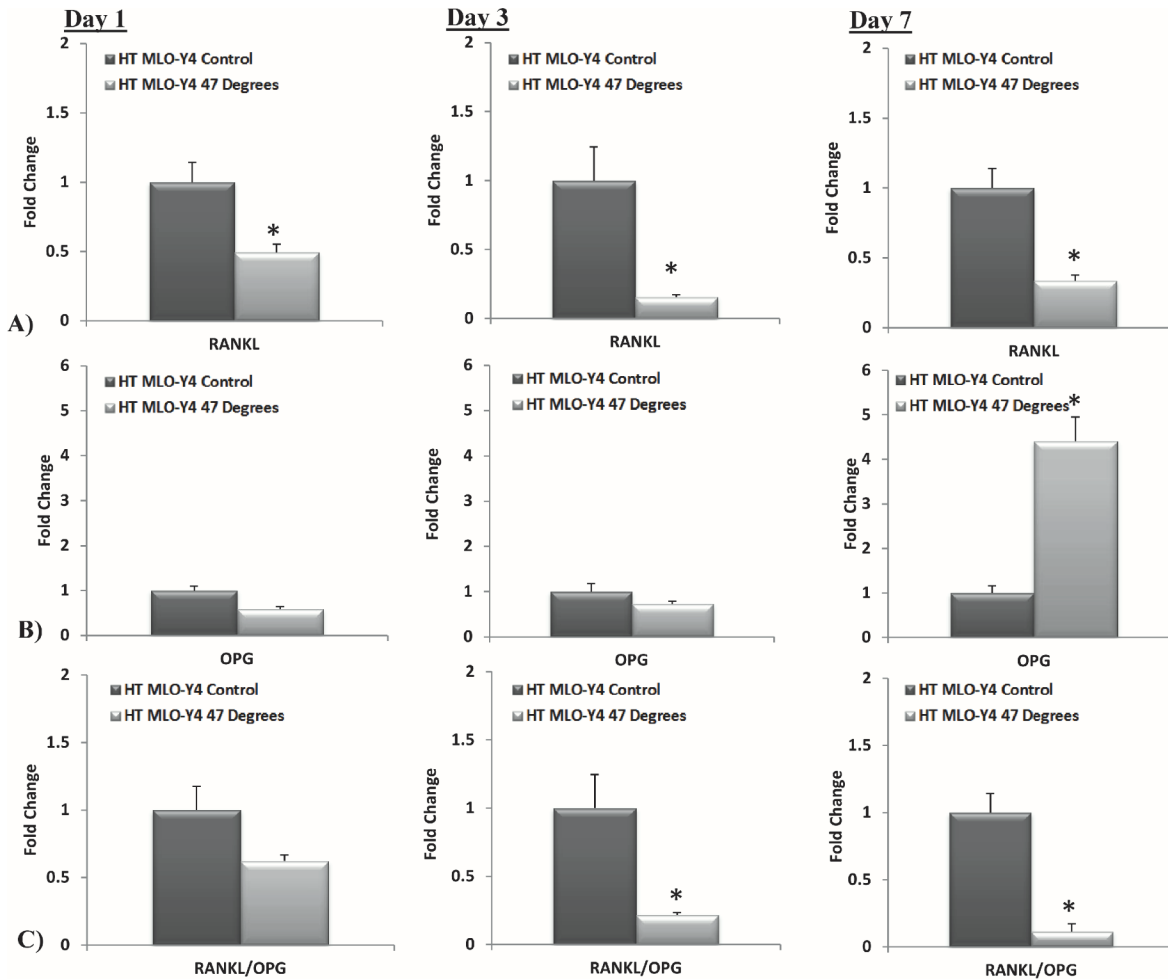 Day 1
Day 3
Day 7
2
1.5
1
0.5
0
Fold Change
HT MLO-Y4 Control
HT MLO-Y4 47 Degrees
*
RANKL
2
1.5
1
0.5
0
Fold Change
HT MLO-Y4 Control
HT MLO-Y4 47 Degrees
*
RANKL
2
1.5
1
0.5
0
Fold Change
HT MLO-Y4 Control
HT MLO-Y4 47 Degrees
*
RANKL
A)
6
5
4
3
2
1
0
Fold Change
HT MLO-Y4 Control
HT MLO-Y4 47 Degrees
OPG
6
5
4
3
2
1
0
Fold Change
HT MLO-Y4 Control
HT MLO-Y4 47 Degrees
OPG
6
5
4
3
2
1
0
Fold Change
HT MLO-Y4 Control
HT MLO-Y4 47 Degrees
*
OPG
B)
2
1.5
1
0.5
0
Fold Change
HT MLO-Y4 Control
HT MLO-Y4 47 Degrees
RANKL/OPG
2
1.5
1
0.5
0
Fold Change
HT MLO-Y4 Control
HT MLO-Y4 47 Degrees
*
RANKL/OPG
2
1.5
1
0.5
0
Fold Change
HT MLO-Y4 Control
HT MLO-Y4 47 Degrees
*
RANKL/OPG
C)